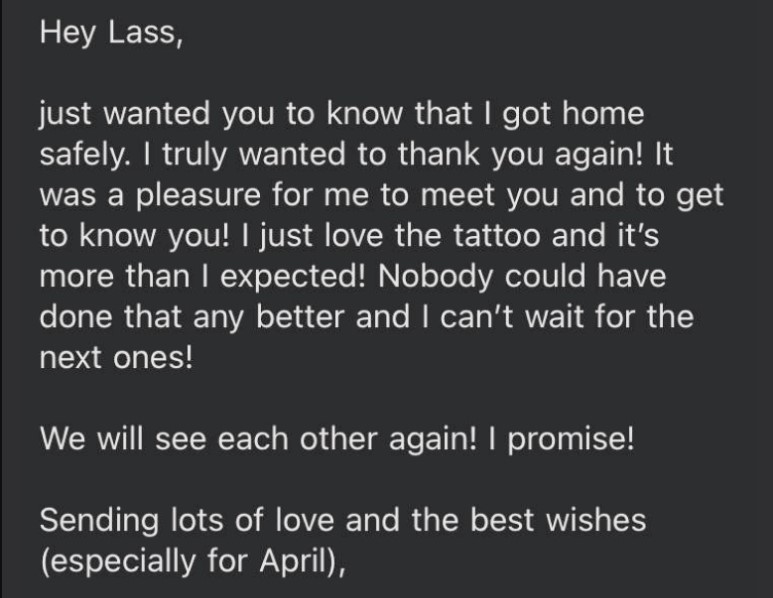 Hey Lass,
just wanted you to know that I got home
safely. I truly wanted to thank you again! It
was a pleasure for me to meet you and to get
to know you! I just love the tattoo and it's
more than I expected! Nobody could have
done that any better and I can't wait for the
next ones!
We will see each other again! I promise!
Sending lots of love and the best wishes
(especially for April),